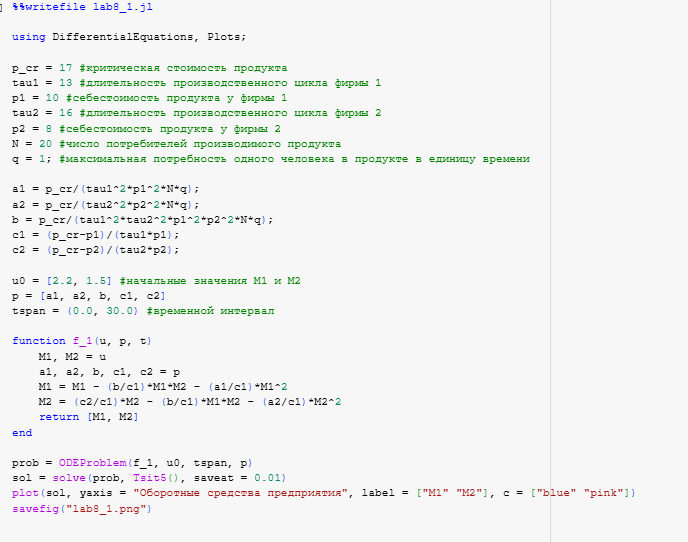 %%writefile lab8_1.jl
using DifferentialEquations, Plots;
p_cr = 17 #критическая стоимость продукта
tau1 = 13 #длительность производственного цикла фирмы 1
p1 = 10 #себестоимость продукта у фирмы 1
tau2 = 16 #длительность производственного цикла фирмы 2
p2 = 8 #себестоимость продукта у фирмы 2
N = 20 #число потребителей производимого продукта
q = 1; #максимальная потребность одного человека в продукте в единицу времени
a1 = p_cr/(tau1^2*p1^2*N*q);
a2 = p_cr/(tau2^2*p2^2*N*q);
b = p_cr/(tau1^2*tau2^2*p1^2*p2^2*N*q);
c1 = (p_cr-p1)/(tau1*p1);
c2 = (p_cr-p2)/(tau2*p2);
u0 = [2.2, 1.5] #начальные значения M1 и M2
p = [a1, a2, b, c1, c2]
tspan = (0.0, 30.0) #временной интервал
function f_1(u, p, t)
    M1, M2 = u
    a1, a2, b, c1, c2 = p
    M1 = M1 - (b/c1)*M1*M2 - (a1/c1)*M1^2
    M2 = (c2/c1)*M2 - (b/c1)*M1*M2 - (a2/c1)*M2^2
    return [M1, M2]
end
prob = ODEProblem(f_1, u0, tspan, p)
sol = solve(prob, Tsit5(), saveat = 0.01)
plot(sol, yaxis = "Оборотные средства предприятия", label = ["M1" "M2"], c = ["blue" "pink"])
savefig("lab8_1.png")